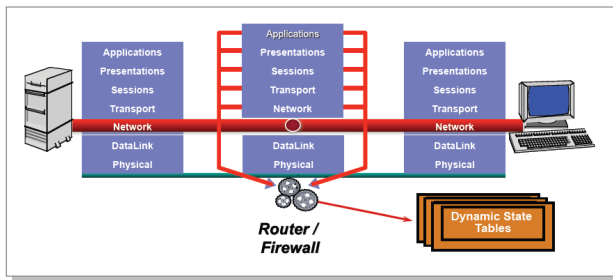 Applications
Presentations
Sessions
Transport
Network
DataLink
Physical
Applications
Presentations
Sessions
Transport
Network
DataLink
Physical
Applications
Presentations
Sessions
Transport
Network
DataLink
Physical
Router /
Firewall
Dynamic State
Tables